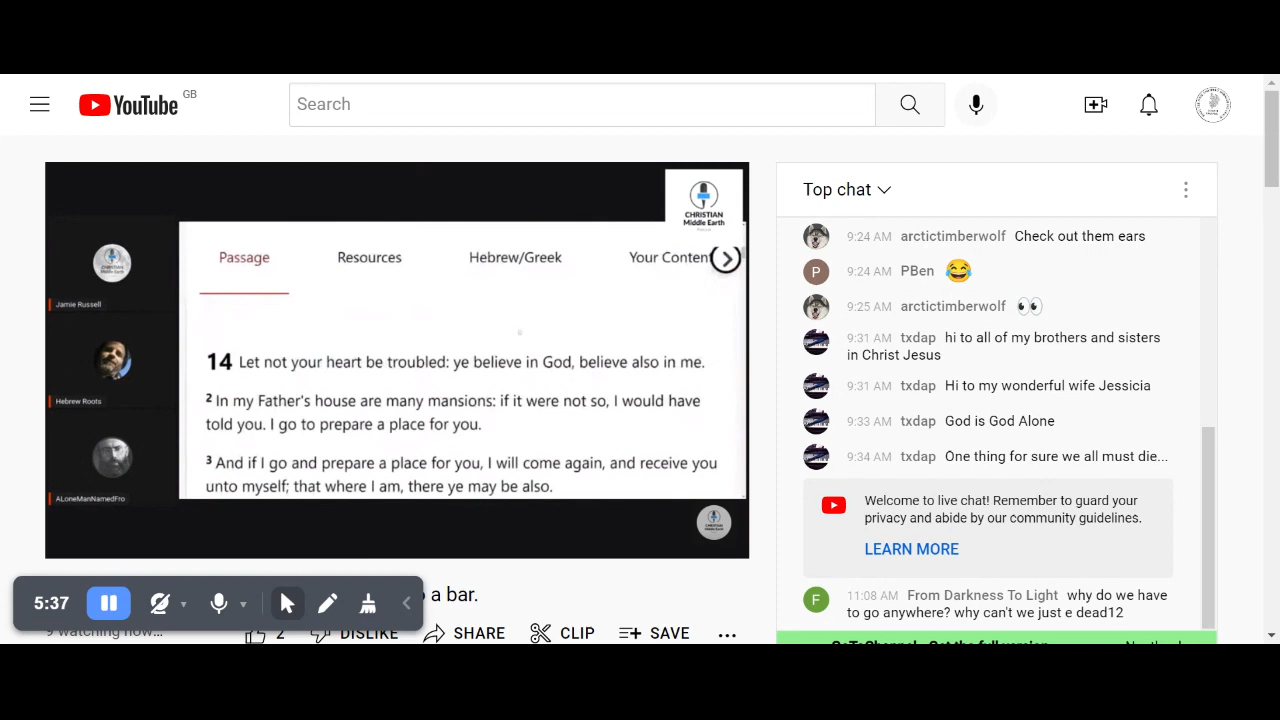 YouTube GB
Search
CHRISTIAN
Middle Earth
Passage Resources Hebrew/Greek Your Content
Jamie Russell
14 Let not your heart be troubled: ye believe in God, believe also in me.
Hebrew Roots
2 In my Father's house are many mansions: if it were not so, I would have
told you. I go to prepare a place for you.
3 And if I go and prepare a place for you, I will come again, and receive you
unto myself; that where I am, there ye may be also.
ALoneManNamedFro
a bar.
5:37
9 watching now...
2 DISLIKE SHARE CLIP SAVE
Top chat
9:24 AM arctictimberwolf Check out them ears
9:24 AM PBen 😂
9:25 AM arctictimberwolf 👀
9:31 AM txdap hi to all of my brothers and sisters
in Christ Jesus
9:31 AM txdap Hi to my wonderful wife Jessicia
9:33 AM txdap God is God Alone
9:34 AM txdap One thing for sure we all must die...
Welcome to live chat! Remember to guard your
privacy and abide by our community guidelines.
LEARN MORE
F 11:08 AM From Darkness To Light why do we have
to go anywhere? why can't we just e dead12